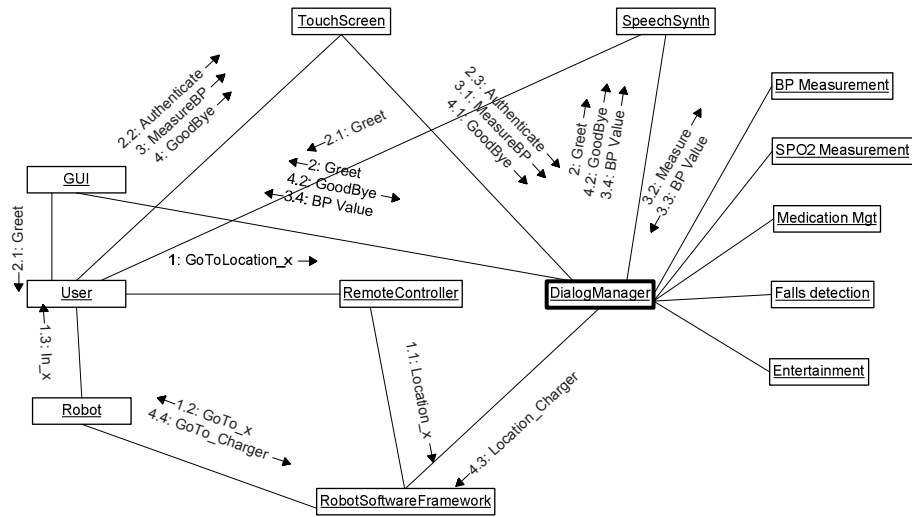 TouchScreen
SpeechSynth
BP Measurement
SPO2 Measurement
Medication Mgt
Falls detection
Entertainment
2.2: Authenticate
3: MeasureBP
4: GoodBye
2.3: Authenticate
3.1: MeasureBP
4.1: GoodBye
2: Greet
4.2: GoodBye
3.4: BP Value
3.2: Measure
3.3: BP Value
2.1: Greet
2: Greet
4.2: GoodBye
3.4: BP Value
GUI
2.1: Greet
1: GoToLocation_x
User
RemoteController
DialogManager
1.3: In_x
1.1: Location_x
4.3: Location_Charger
Robot
1.2: GoTo_x
4.4: GoTo_Charger
RobotSoftwareFramework